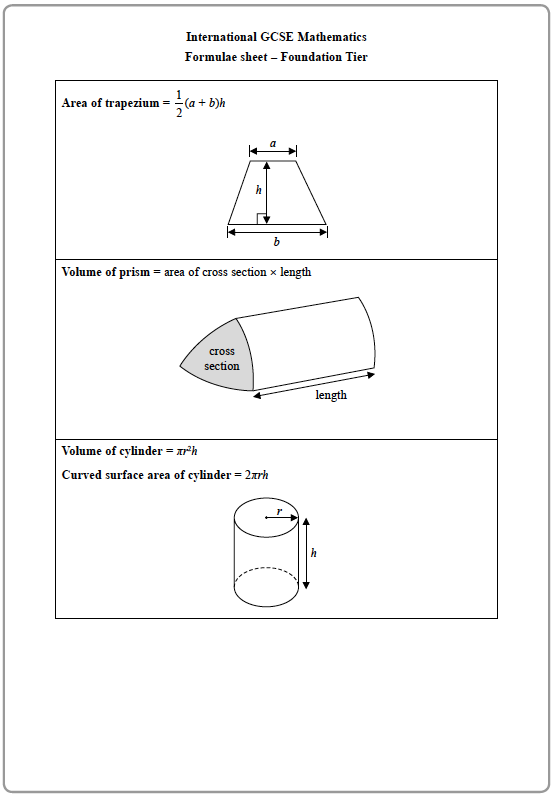 International GCSE Mathematics
Formulae sheet – Foundation Tier
Area of trapezium = 1/2 (a + b)h
a
h
b
Volume of prism = area of cross section × length
cross
section
length
Volume of cylinder = πr²h
Curved surface area of cylinder = 2πrh
r
h